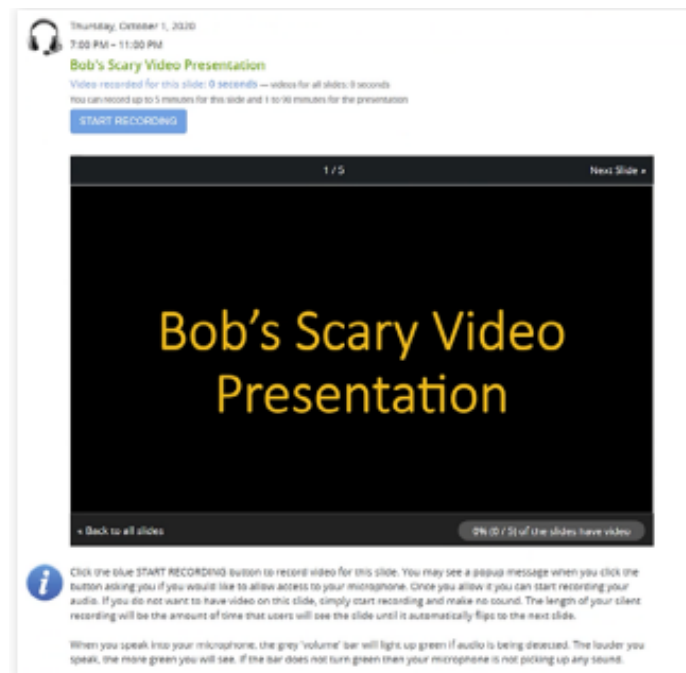 Thursday, October 1, 2020
7:00 PM – 11:00 PM
Bob's Scary Video Presentation
Video recorded for this slide: 0 seconds — videos for all slides: 0 seconds
You can record up to 5 minutes for this slide and 1 to 90 minutes for the presentation
START RECORDING
1 / 5
Next Slide »
Bob's Scary Video
Presentation
« Back to all slides
0% (0 / 5) of the slides have video
Click the blue START RECORDING button to record video for this slide. You may see a popup message when you click the
button asking you if you would like to allow access to your microphone. Once you allow it you can start recording your
audio. If you do not want to have video on this slide, simply start recording and make no sound. The length of your silent
recording will be the amount of time that users will see the slide until it automatically flips to the next slide.
When you speak into your microphone, the grey 'volume' bar will light up green if audio is being detected. The louder you
speak, the more green you will see. If the bar does not turn green then your microphone is not picking up any sound.